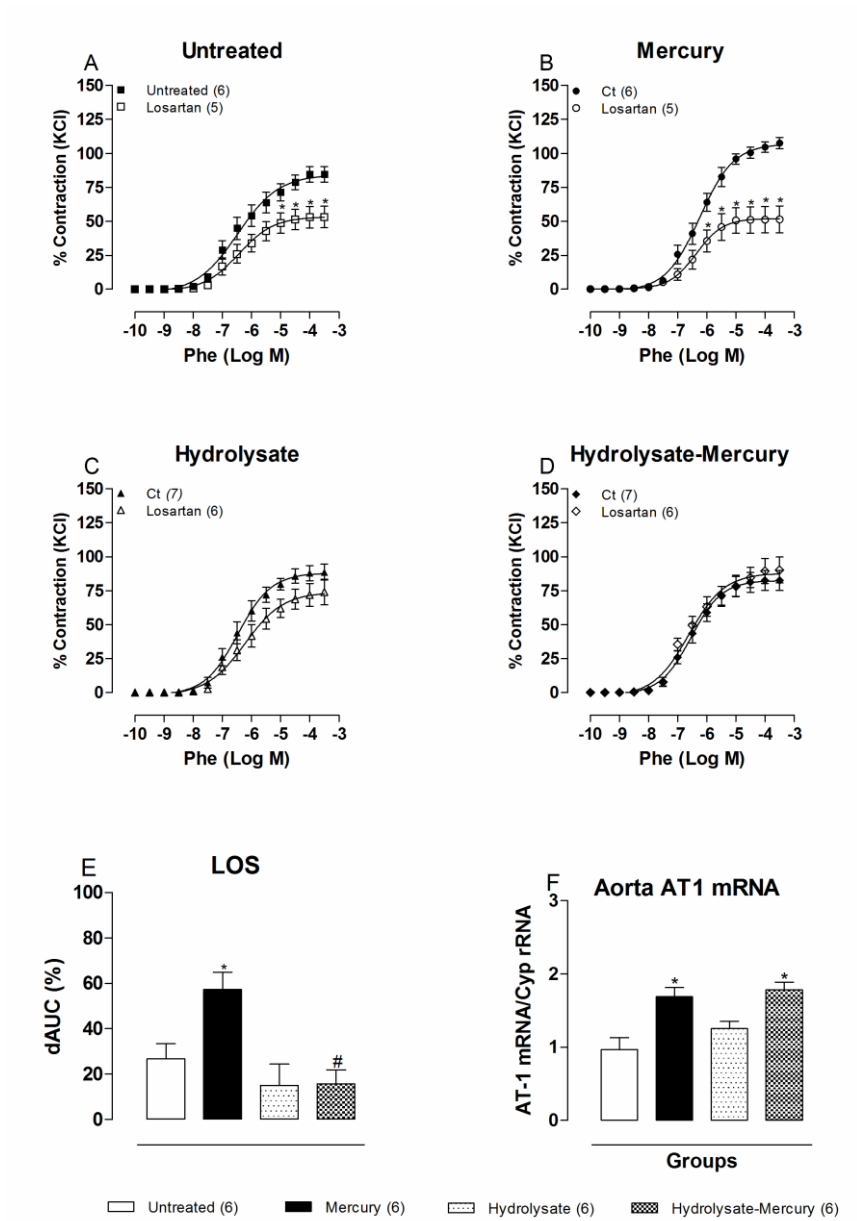 A
Untreated
150
125
100
75
50
25
0
% Contraction (KCl)
Untreated (6)
Losartan (5)
* * * *
-10 -9 -8 -7 -6 -5 -4 -3
Phe (Log M)
B
Mercury
150
125
100
75
50
25
0
% Contraction (KCl)
Ct (6)
Losartan (5)
* * * * * *
-10 -9 -8 -7 -6 -5 -4 -3
Phe (Log M)
C
Hydrolysate
150
125
100
75
50
25
0
% Contraction (KCl)
Ct (7)
Losartan (6)
-10 -9 -8 -7 -6 -5 -4 -3
Phe (Log M)
D
Hydrolysate-Mercury
150
125
100
75
50
25
0
% Contraction (KCl)
Ct (7)
Losartan (6)
-10 -9 -8 -7 -6 -5 -4 -3
Phe (Log M)
E
LOS
100
80
60
40
20
0
dAUC (%)
*
#
F
Aorta AT1 mRNA
3
2
1
0
AT-1 mRNA/Cyp rRNA
*
*
Groups
Untreated (6) Mercury (6) Hydrolysate (6) Hydrolysate-Mercury (6)